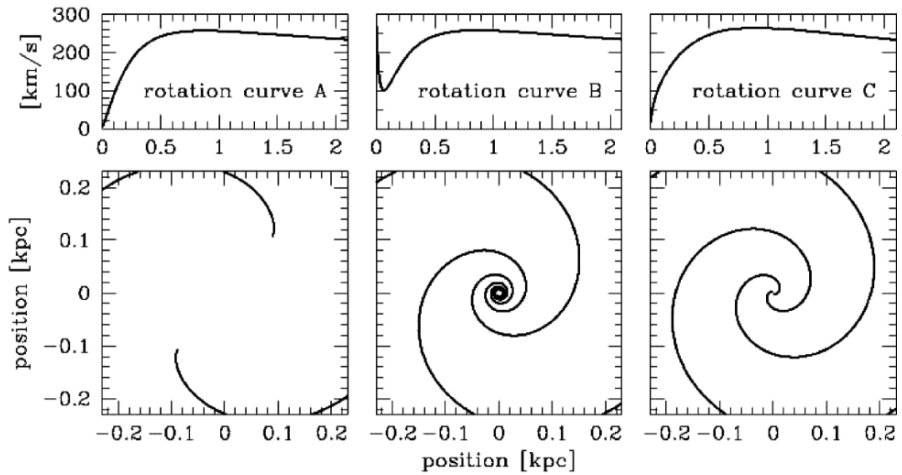 300
200
100
0
[km/s]
rotation curve A
rotation curve B
rotation curve C
0 0.5 1 1.5 2
0 0.5 1 1.5 2
0 0.5 1 1.5 2
0.2
0.1
0
-0.1
-0.2
position [kpc]
-0.2 -0.1 0 0.1 0.2
-0.2 -0.1 0 0.1 0.2
-0.2 -0.1 0 0.1 0.2
position [kpc]